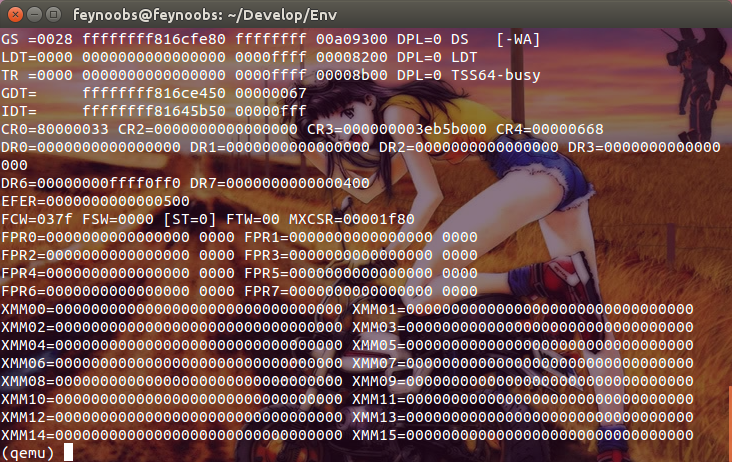 feynoobs@feynoobs: ~/Develop/Env
GS =0028 ffffffff816cfe80 ffffffff 00a09300 DPL=0 DS   [-WA]
LDT=0000 0000000000000000 0000ffff 00008200 DPL=0 LDT
TR =0000 0000000000000000 0000ffff 00008b00 DPL=0 TSS64-busy
GDT=     ffffffff816ce450 00000067
IDT=     ffffffff81645b50 00000fff
CR0=80000033 CR2=0000000000000000 CR3=000000003eb5b000 CR4=00000668
DR0=0000000000000000 DR1=0000000000000000 DR2=0000000000000000 DR3=0000000000000
000
DR6=00000000ffff0ff0 DR7=0000000000000400
EFER=0000000000000500
FCW=037f FSW=0000 [ST=0] FTW=00 MXCSR=00001f80
FPR0=0000000000000000 0000 FPR1=0000000000000000 0000
FPR2=0000000000000000 0000 FPR3=0000000000000000 0000
FPR4=0000000000000000 0000 FPR5=0000000000000000 0000
FPR6=0000000000000000 0000 FPR7=0000000000000000 0000
XMM00=00000000000000000000000000000000 XMM01=00000000000000000000000000000000
XMM02=00000000000000000000000000000000 XMM03=00000000000000000000000000000000
XMM04=00000000000000000000000000000000 XMM05=00000000000000000000000000000000
XMM06=00000000000000000000000000000000 XMM07=00000000000000000000000000000000
XMM08=00000000000000000000000000000000 XMM09=00000000000000000000000000000000
XMM10=00000000000000000000000000000000 XMM11=00000000000000000000000000000000
XMM12=00000000000000000000000000000000 XMM13=00000000000000000000000000000000
XMM14=00000000000000000000000000000000 XMM15=00000000000000000000000000000000
(qemu)